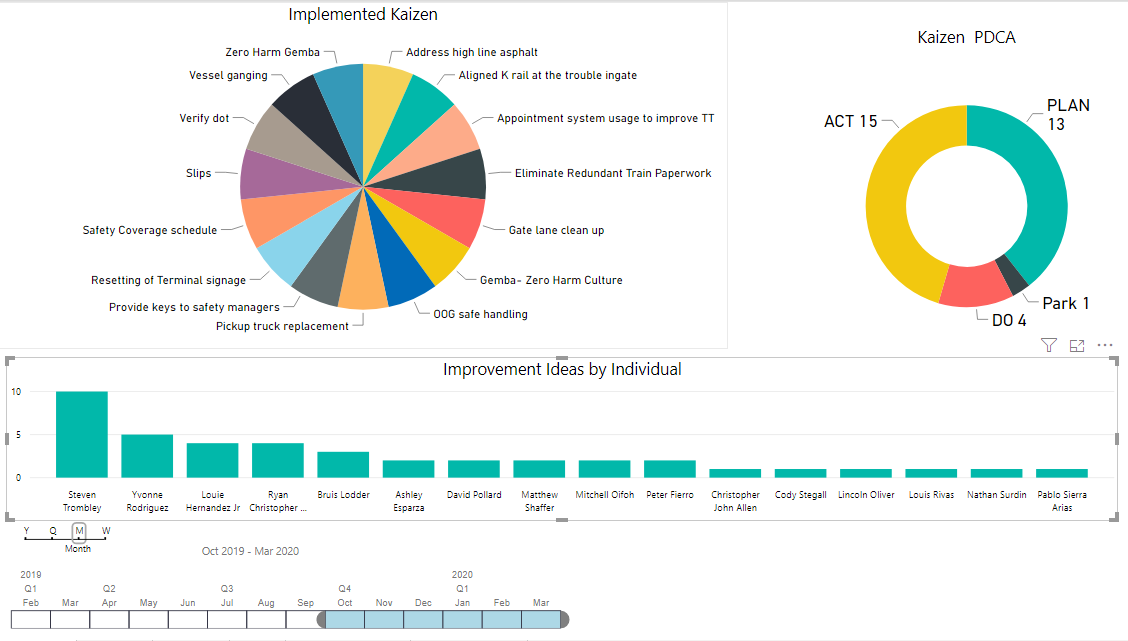 Implemented Kaizen
Kaizen PDCA
Zero Harm Gemba
Address high line asphalt
Vessel ganging
Aligned K rail at the trouble ingate
Verify dot
Appointment system usage to improve TT
Slips
Eliminate Redundant Train Paperwork
Safety Coverage schedule
Gate lane clean up
Resetting of Terminal signage
Gemba- Zero Harm Culture
Provide keys to safety managers
OOG safe handling
Pickup truck replacement
ACT 15
PLAN
13
Park 1
DO 4
Improvement Ideas by Individual
10
5
0
Steven
Trombley
Yvonne
Rodriguez
Louie
Hernandez Jr
Ryan
Christopher ...
Bruis Lodder
Ashley
Esparza
David Pollard
Matthew
Shaffer
Mitchell Oifoh
Peter Fierro
Christopher
John Allen
Cody Stegall
Lincoln Oliver
Louis Rivas
Nathan Surdin
Pablo Sierra
Arias
Y Q M W
Month
Oct 2019 - Mar 2020
2019 2020
Q1 Q2 Q3 Q4 Q1
Feb Mar Apr May Jun Jul Aug Sep Oct Nov Dec Jan Feb Mar